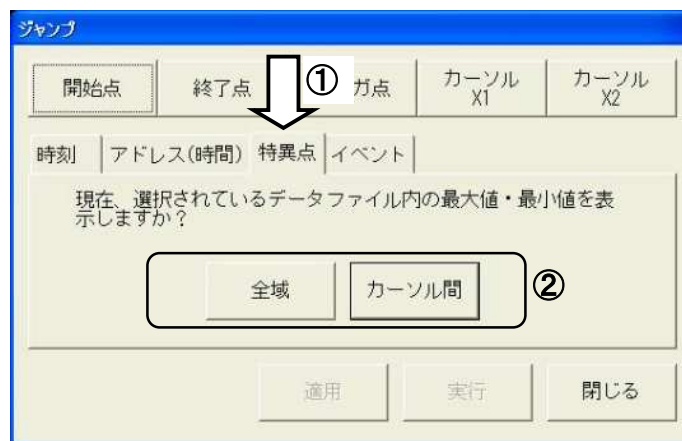 ジャンプ
開始点
終了点
①
ガ点
カーソル
X1
カーソル
X2
時刻
アドレス(時間)
特異点
イベント
現在、選択されているデータファイル内の最大値・最小値を表
示しますか？
全域
カーソル間
②
適用
実行
閉じる